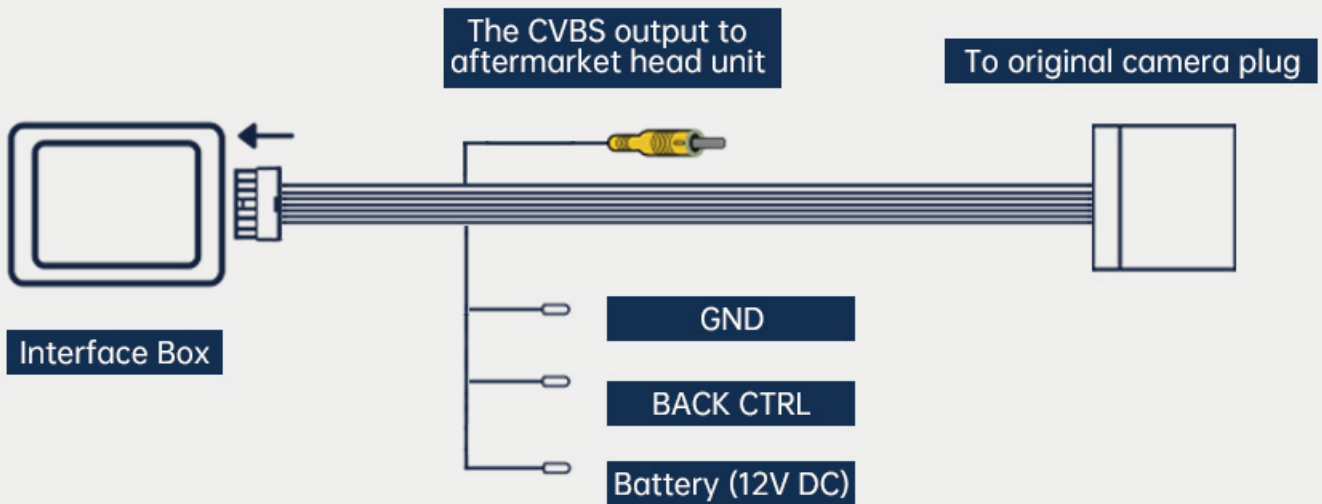 The CVBS output to
aftermarket head unit
To original camera plug
Interface Box
GND
BACK CTRL
Battery (12V DC)